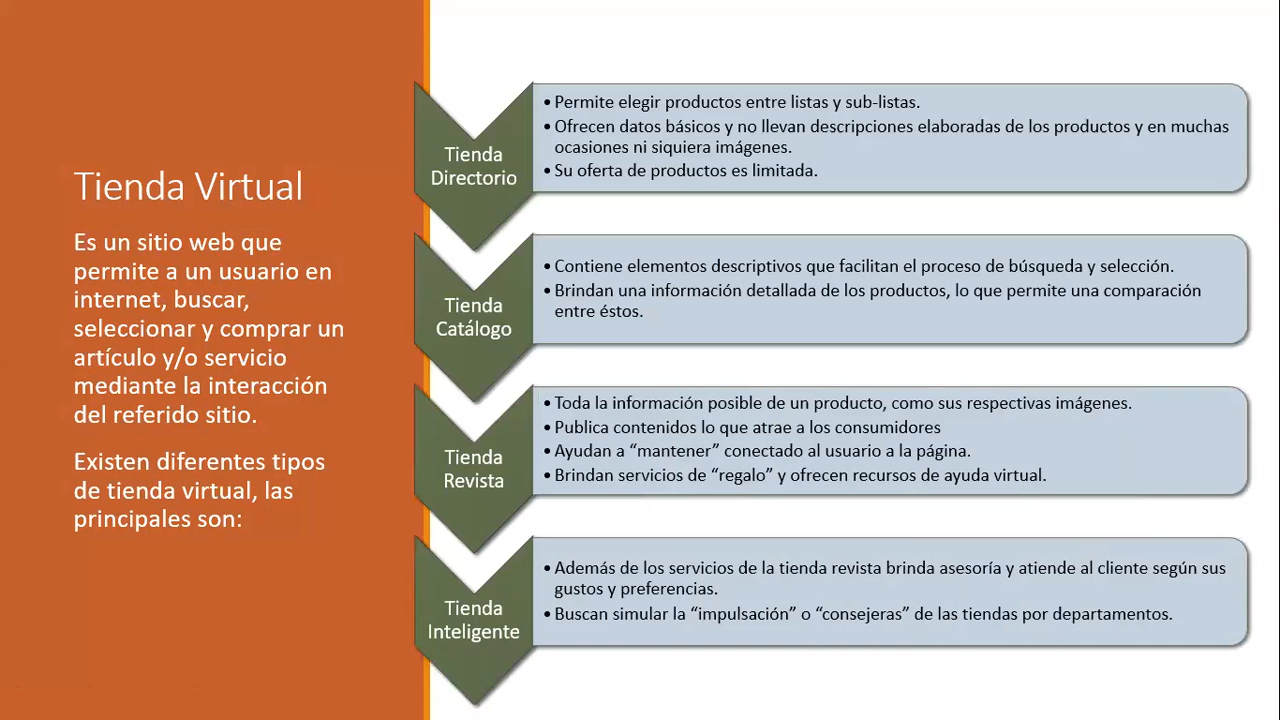 Tienda Virtual
Es un sitio web que
permite a un usuario en
internet, buscar,
seleccionar y comprar un
artículo y/o servicio
mediante la interacción
del referido sitio.
Existen diferentes tipos
de tienda virtual, las
principales son:
Tienda
Directorio
• Permite elegir productos entre listas y sub-listas.
• Ofrecen datos básicos y no llevan descripciones elaboradas de los productos y en muchas
ocasiones ni siquiera imágenes.
• Su oferta de productos es limitada.
Tienda
Catálogo
• Contiene elementos descriptivos que facilitan el proceso de búsqueda y selección.
• Brindan una información detallada de los productos, lo que permite una comparación
entre éstos.
Tienda
Revista
• Toda la información posible de un producto, como sus respectivas imágenes.
• Publica contenidos lo que atrae a los consumidores
• Ayudan a “mantener” conectado al usuario a la página.
• Brindan servicios de “regalo” y ofrecen recursos de ayuda virtual.
Tienda
Inteligente
• Además de los servicios de la tienda revista brinda asesoría y atiende al cliente según sus
gustos y preferencias.
• Buscan simular la “impulsación” o “consejeras” de las tiendas por departamentos.